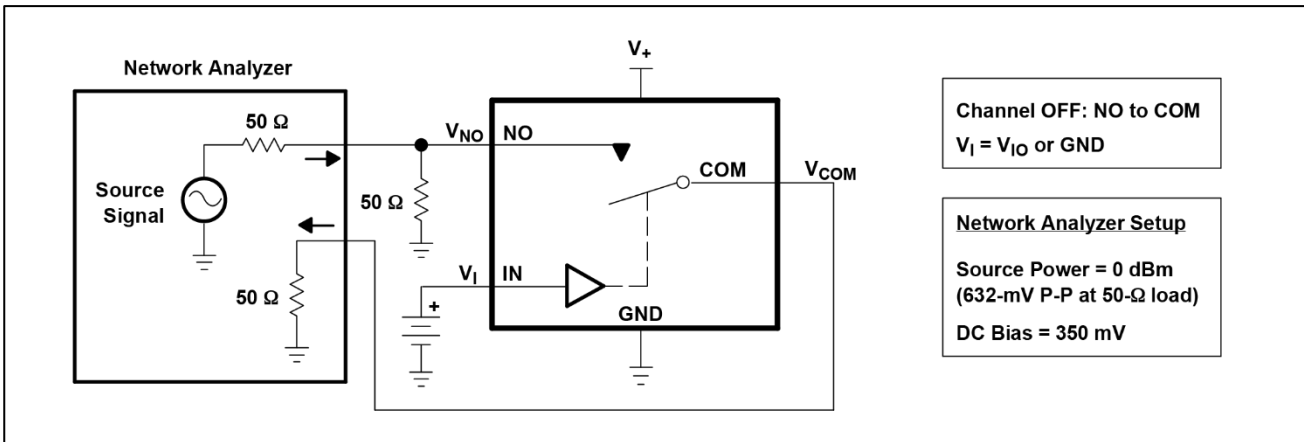 Network Analyzer
50 Ω
Source
Signal
50 Ω
V_NO NO
50 Ω
V_I IN
+
V_+
COM
V_COM
GND
Channel OFF: NO to COM
V_I = V_IO or GND
Network Analyzer Setup
Source Power = 0 dBm
(632-mV P-P at 50-Ω load)
DC Bias = 350 mV